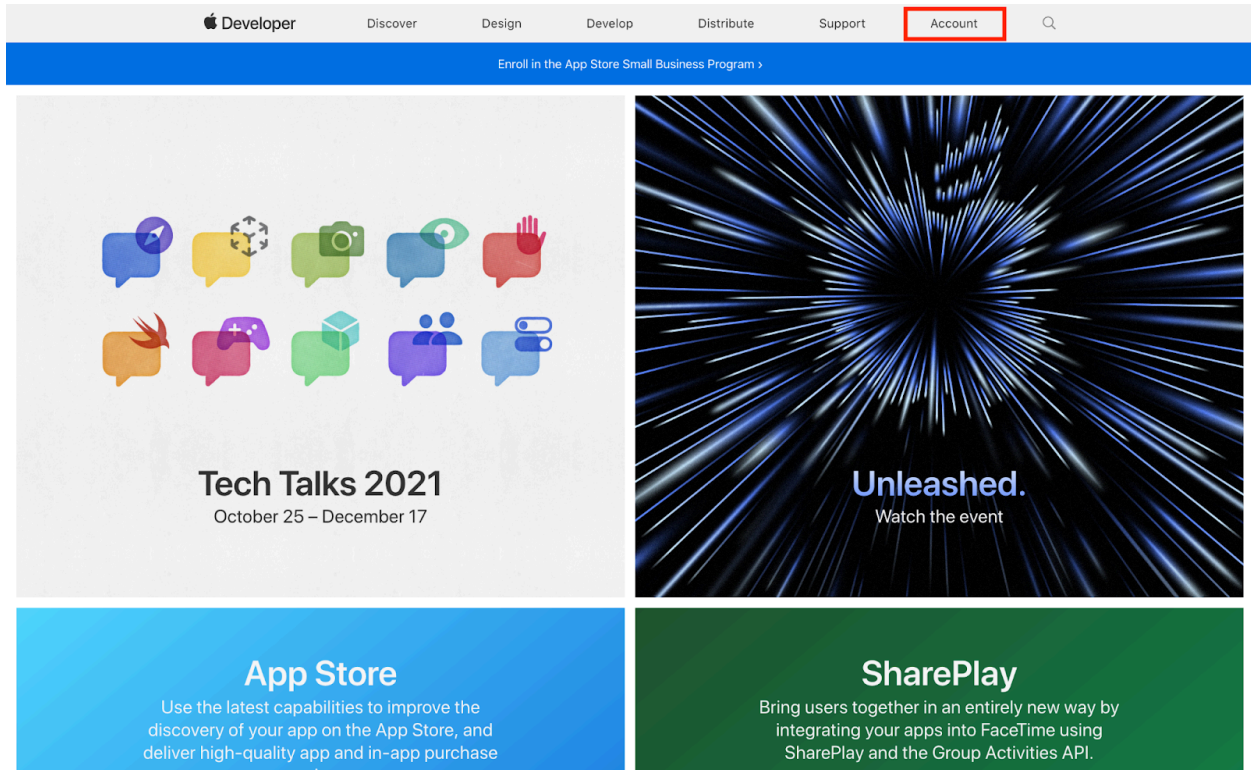 Developer
Discover
Design
Develop
Distribute
Support
Account
Enroll in the App Store Small Business Program ›
Tech Talks 2021
October 25 – December 17
Unleashed.
Watch the event
App Store
Use the latest capabilities to improve the
discovery of your app on the App Store, and
deliver high-quality app and in-app purchase
SharePlay
Bring users together in an entirely new way by
integrating your apps into FaceTime using
SharePlay and the Group Activities API.